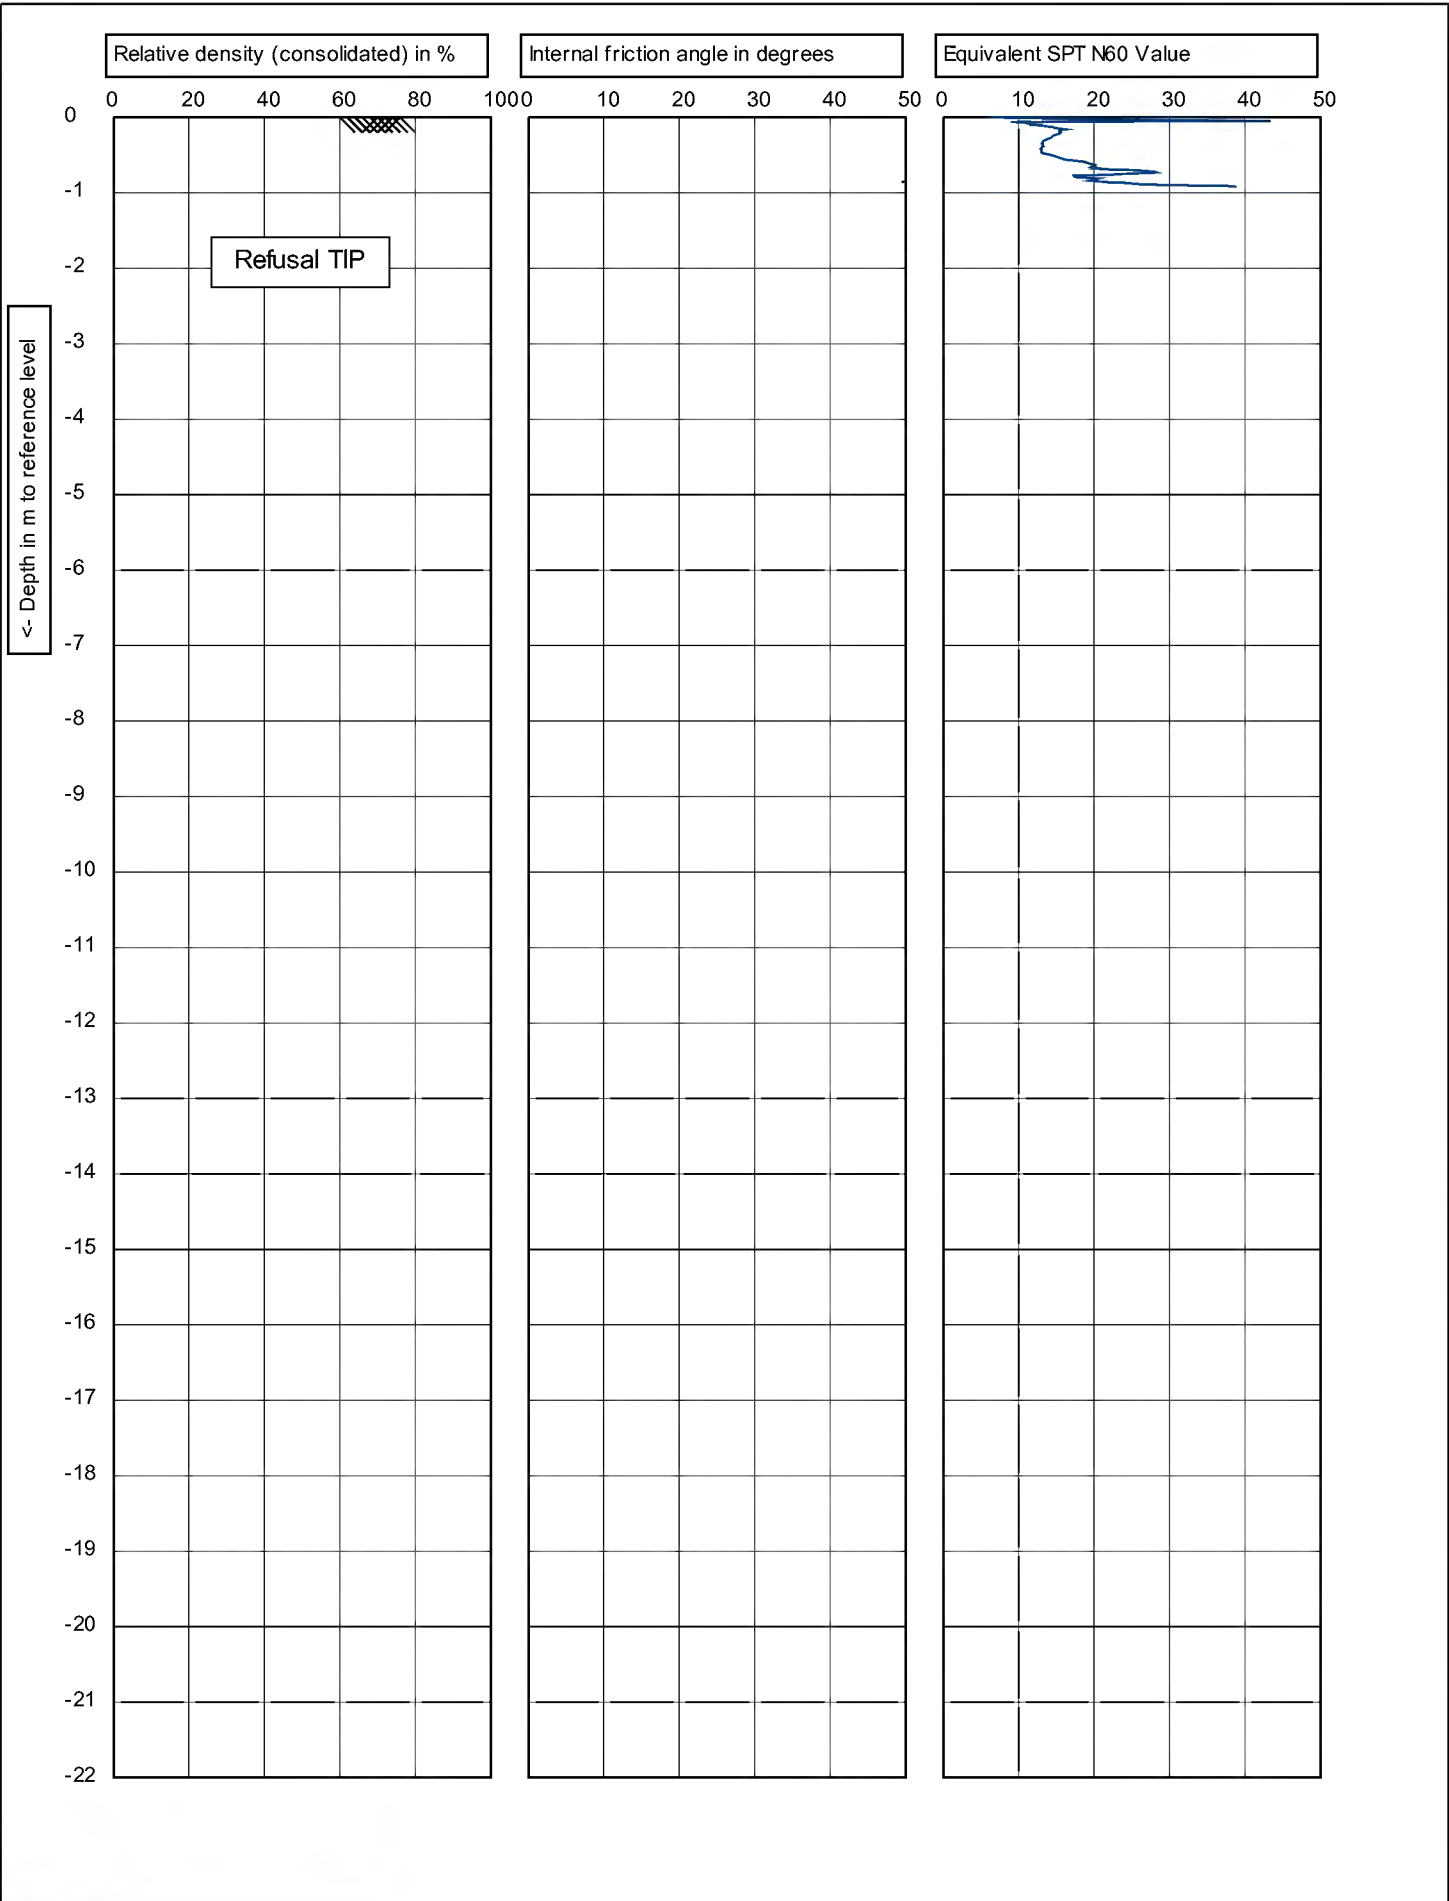 Relative density (consolidated) in %
Internal friction angle in degrees
Equivalent SPT N60 Value
0 20 40 60 80 100
0 10 20 30 40 50
0 10 20 30 40 50
0
-1
Refusal TIP
-2
<- Depth in m to reference level
-3
-4
-5
-6
-7
-8
-9
-10
-11
-12
-13
-14
-15
-16
-17
-18
-19
-20
-21
-22